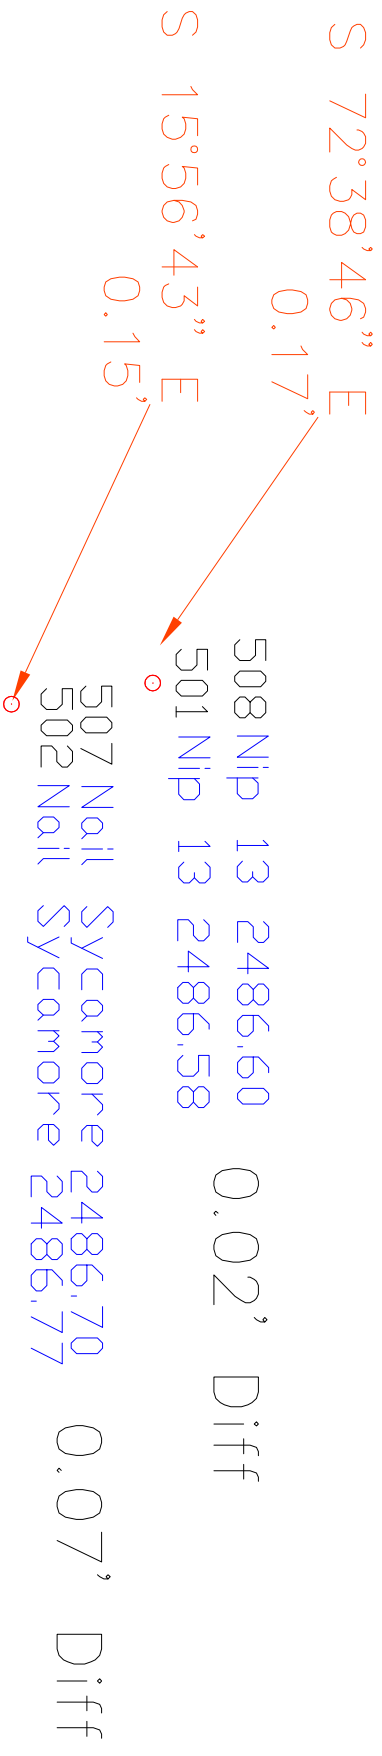 S 72°38'46" E
0.17'
S 15°56'43" E
0.15'
508 Nip 13 2486.60
501 Nip 13 2486.58
0.02' Diff
507 Nail Sycamore 2486.70
502 Nail Sycamore 2486.77
0.07' Diff